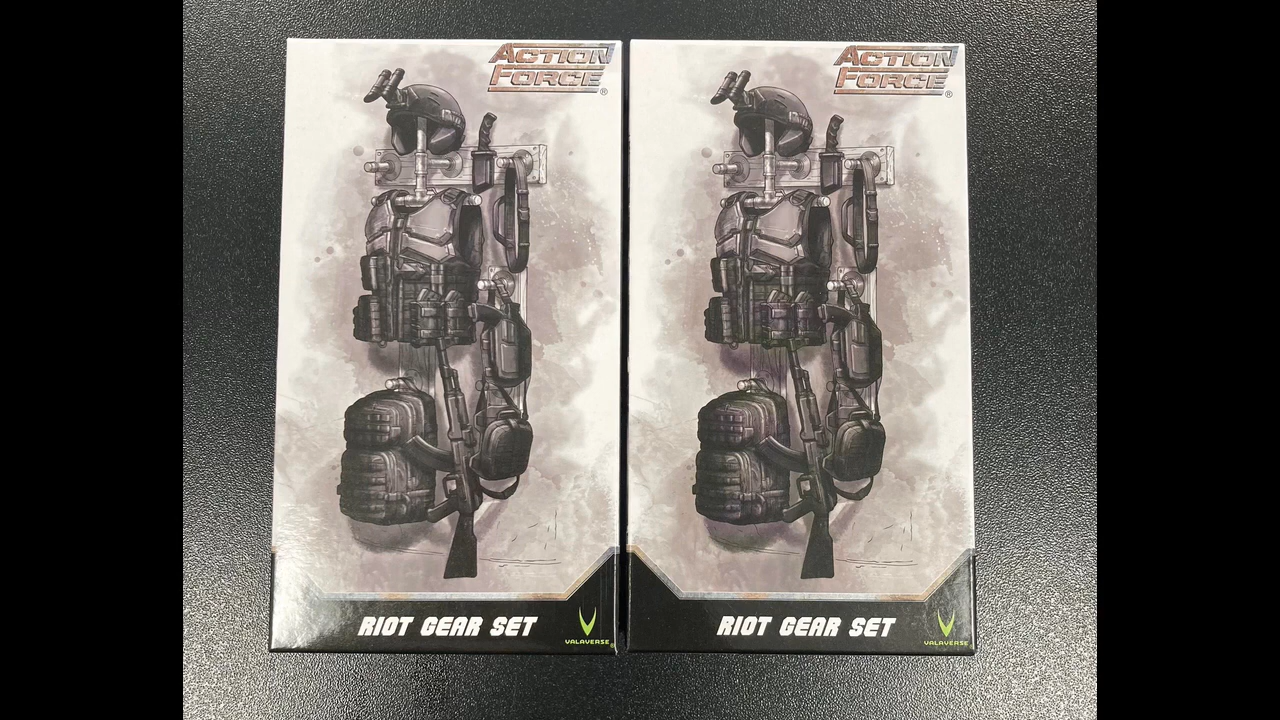 ACTION
FORCE®
RIOT GEAR SET
VALAVERSE®
ACTION
FORCE®
RIOT GEAR SET
VALAVERSE